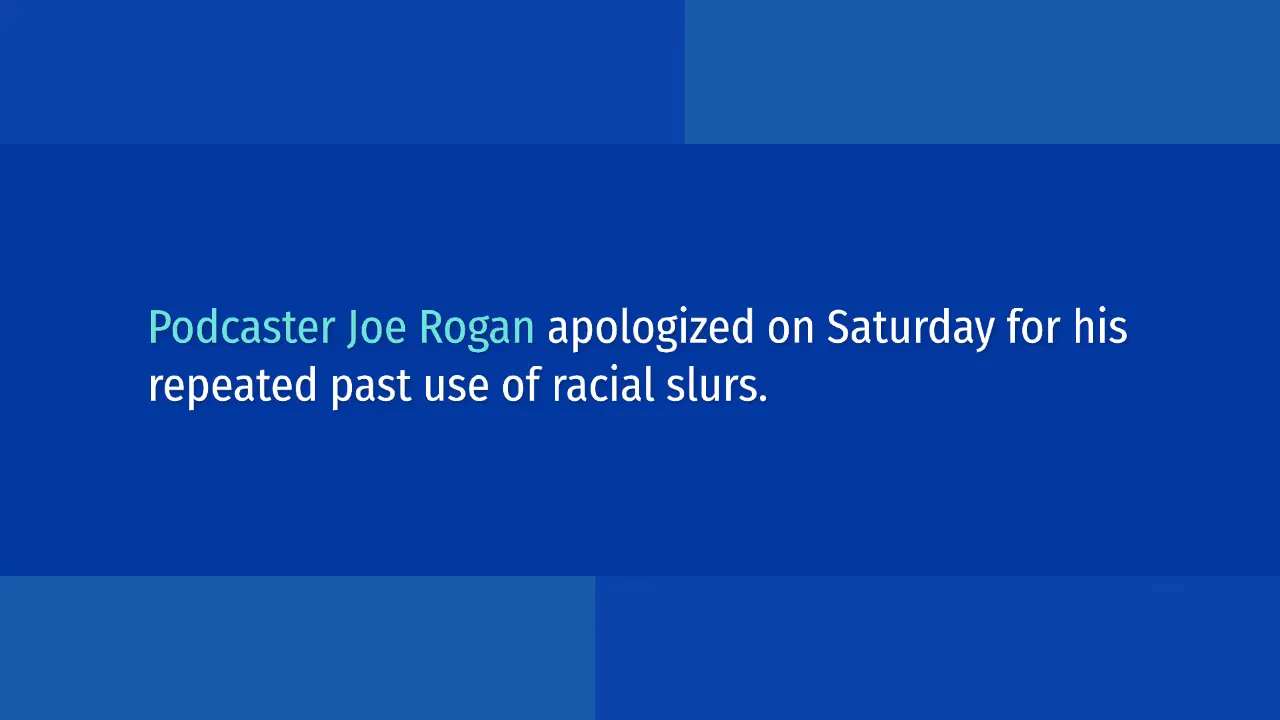 Podcaster Joe Rogan apologized on Saturday for his
repeated past use of racial slurs.